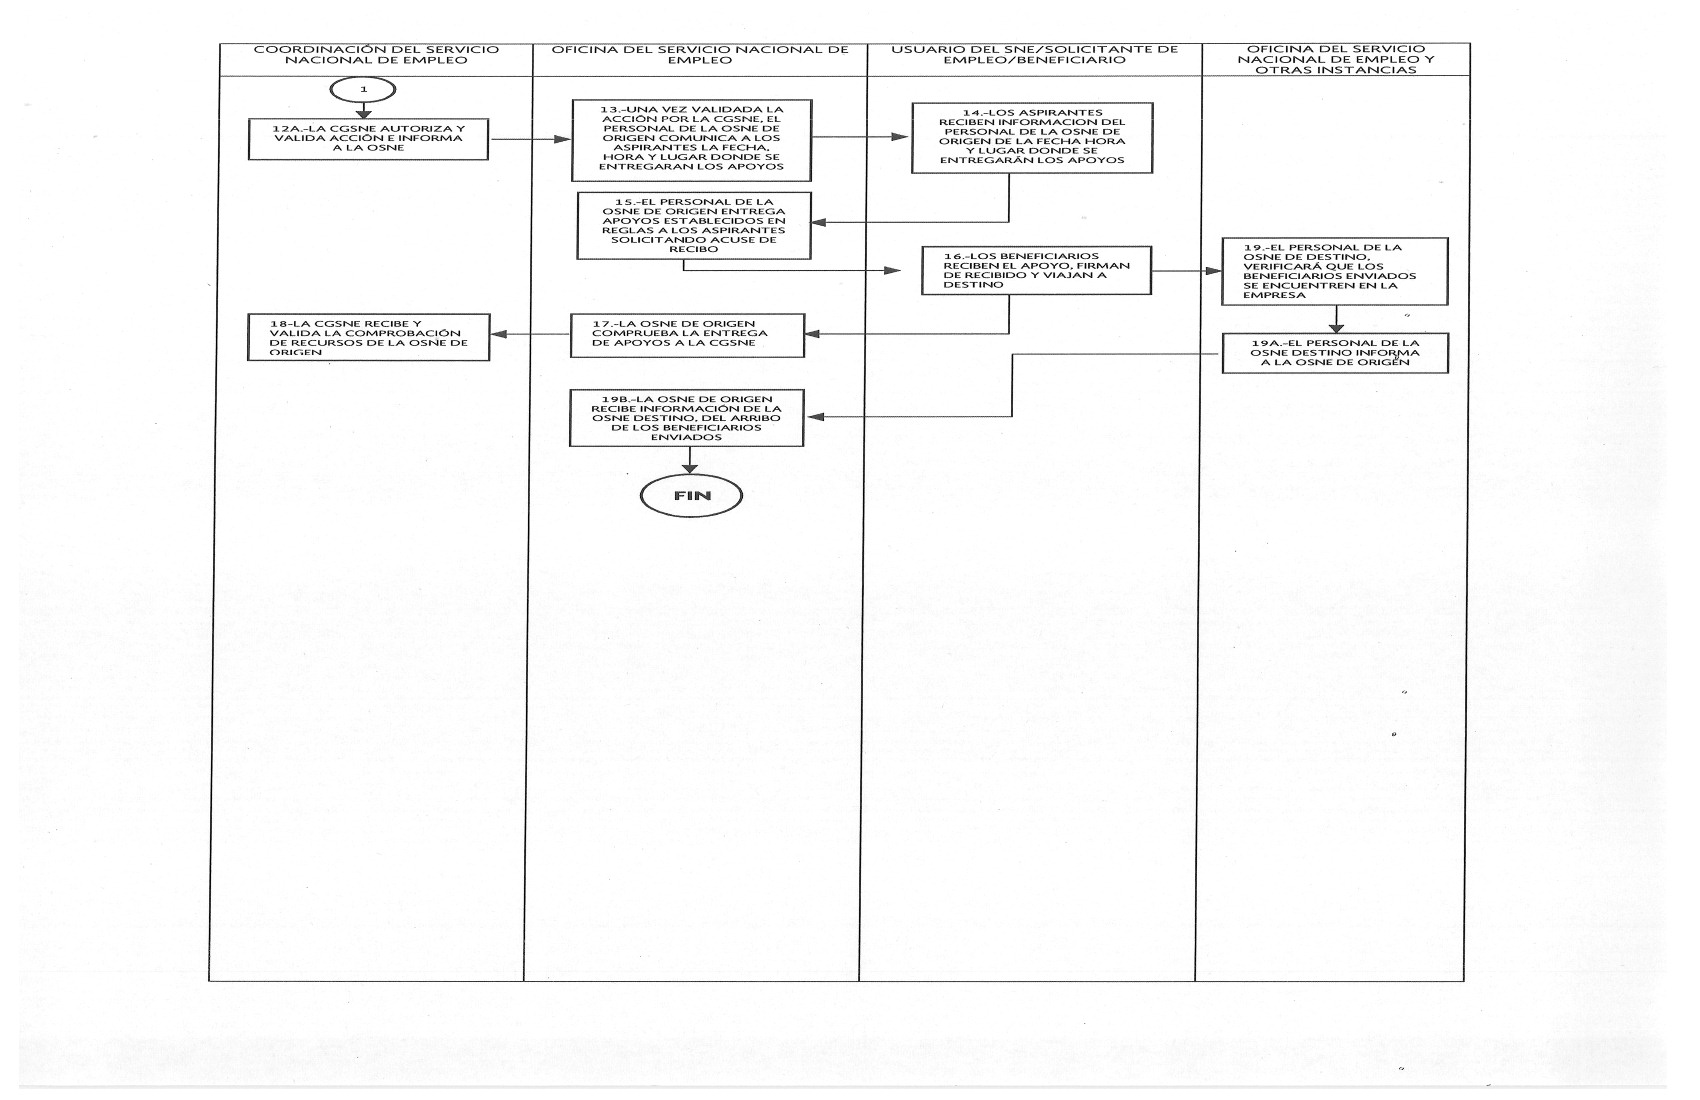 COORDINACIÓN DEL SERVICIO
NACIONAL DE EMPLEO
OFICINA DEL SERVICIO NACIONAL DE
EMPLEO
USUARIO DEL SNE/SOLICITANTE DE
EMPLEO/BENEFICIARIO
OFICINA DEL SERVICIO
NACIONAL DE EMPLEO Y
OTRAS INSTANCIAS
1
12A.-LA CGSNE AUTORIZA Y
VALIDA ACCIÓN E INFORMA
A LA OSNE
13.-UNA VEZ VALIDADA LA
ACCIÓN POR LA CGSNE, EL
PERSONAL DE LA OSNE DE
ORIGEN COMUNICA A LOS
ASPIRANTES LA FECHA,
HORA Y LUGAR DONDE SE
ENTREGARAN LOS APOYOS
14.-LOS ASPIRANTES
RECIBEN INFORMACION DEL
PERSONAL DE LA OSNE DE
ORIGEN DE LA FECHA HORA
Y LUGAR DONDE SE
ENTREGARÁN LOS APOYOS
15.-EL PERSONAL DE LA
OSNE DE ORIGEN ENTREGA
APOYOS ESTABLECIDOS EN
REGLAS A LOS ASPIRANTES
SOLICITANDO ACUSE DE
RECIBO
16.-LOS BENEFICIARIOS
RECIBEN EL APOYO, FIRMAN
DE RECIBIDO Y VIAJAN A
DESTINO
19.-EL PERSONAL DE LA
OSNE DE DESTINO,
VERIFICARÁ QUE LOS
BENEFICIARIOS ENVIADOS
SE ENCUENTREN EN LA
EMPRESA
18-LA CGSNE RECIBE Y
VALIDA LA COMPROBACIÓN
DE RECURSOS DE LA OSNE DE
ORIGEN
17.-LA OSNE DE ORIGEN
COMPRUEBA LA ENTREGA
DE APOYOS A LA CGSNE
19A.-EL PERSONAL DE LA
OSNE DESTINO INFORMA
A LA OSNE DE ORIGEN
19B.-LA OSNE DE ORIGEN
RECIBE INFORMACIÓN DE LA
OSNE DESTINO, DEL ARRIBO
DE LOS BENEFICIARIOS
ENVIADOS
FIN